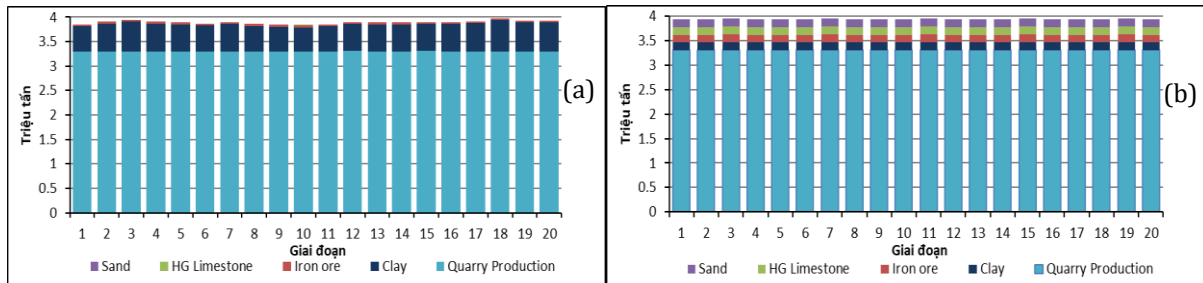 4
3.5
3
2.5
2
1.5
1
0.5
0
Triệu tấn
(a)
1 2 3 4 5 6 7 8 9 10 11 12 13 14 15 16 17 18 19 20
Giai đoạn
Sand HG Limestone Iron ore Clay Quarry Production
4
3.5
3
2.5
2
1.5
1
0.5
0
Triệu tấn
(b)
1 2 3 4 5 6 7 8 9 10 11 12 13 14 15 16 17 18 19 20
Giai đoạn
Sand HG Limestone Iron ore Clay Quarry Production